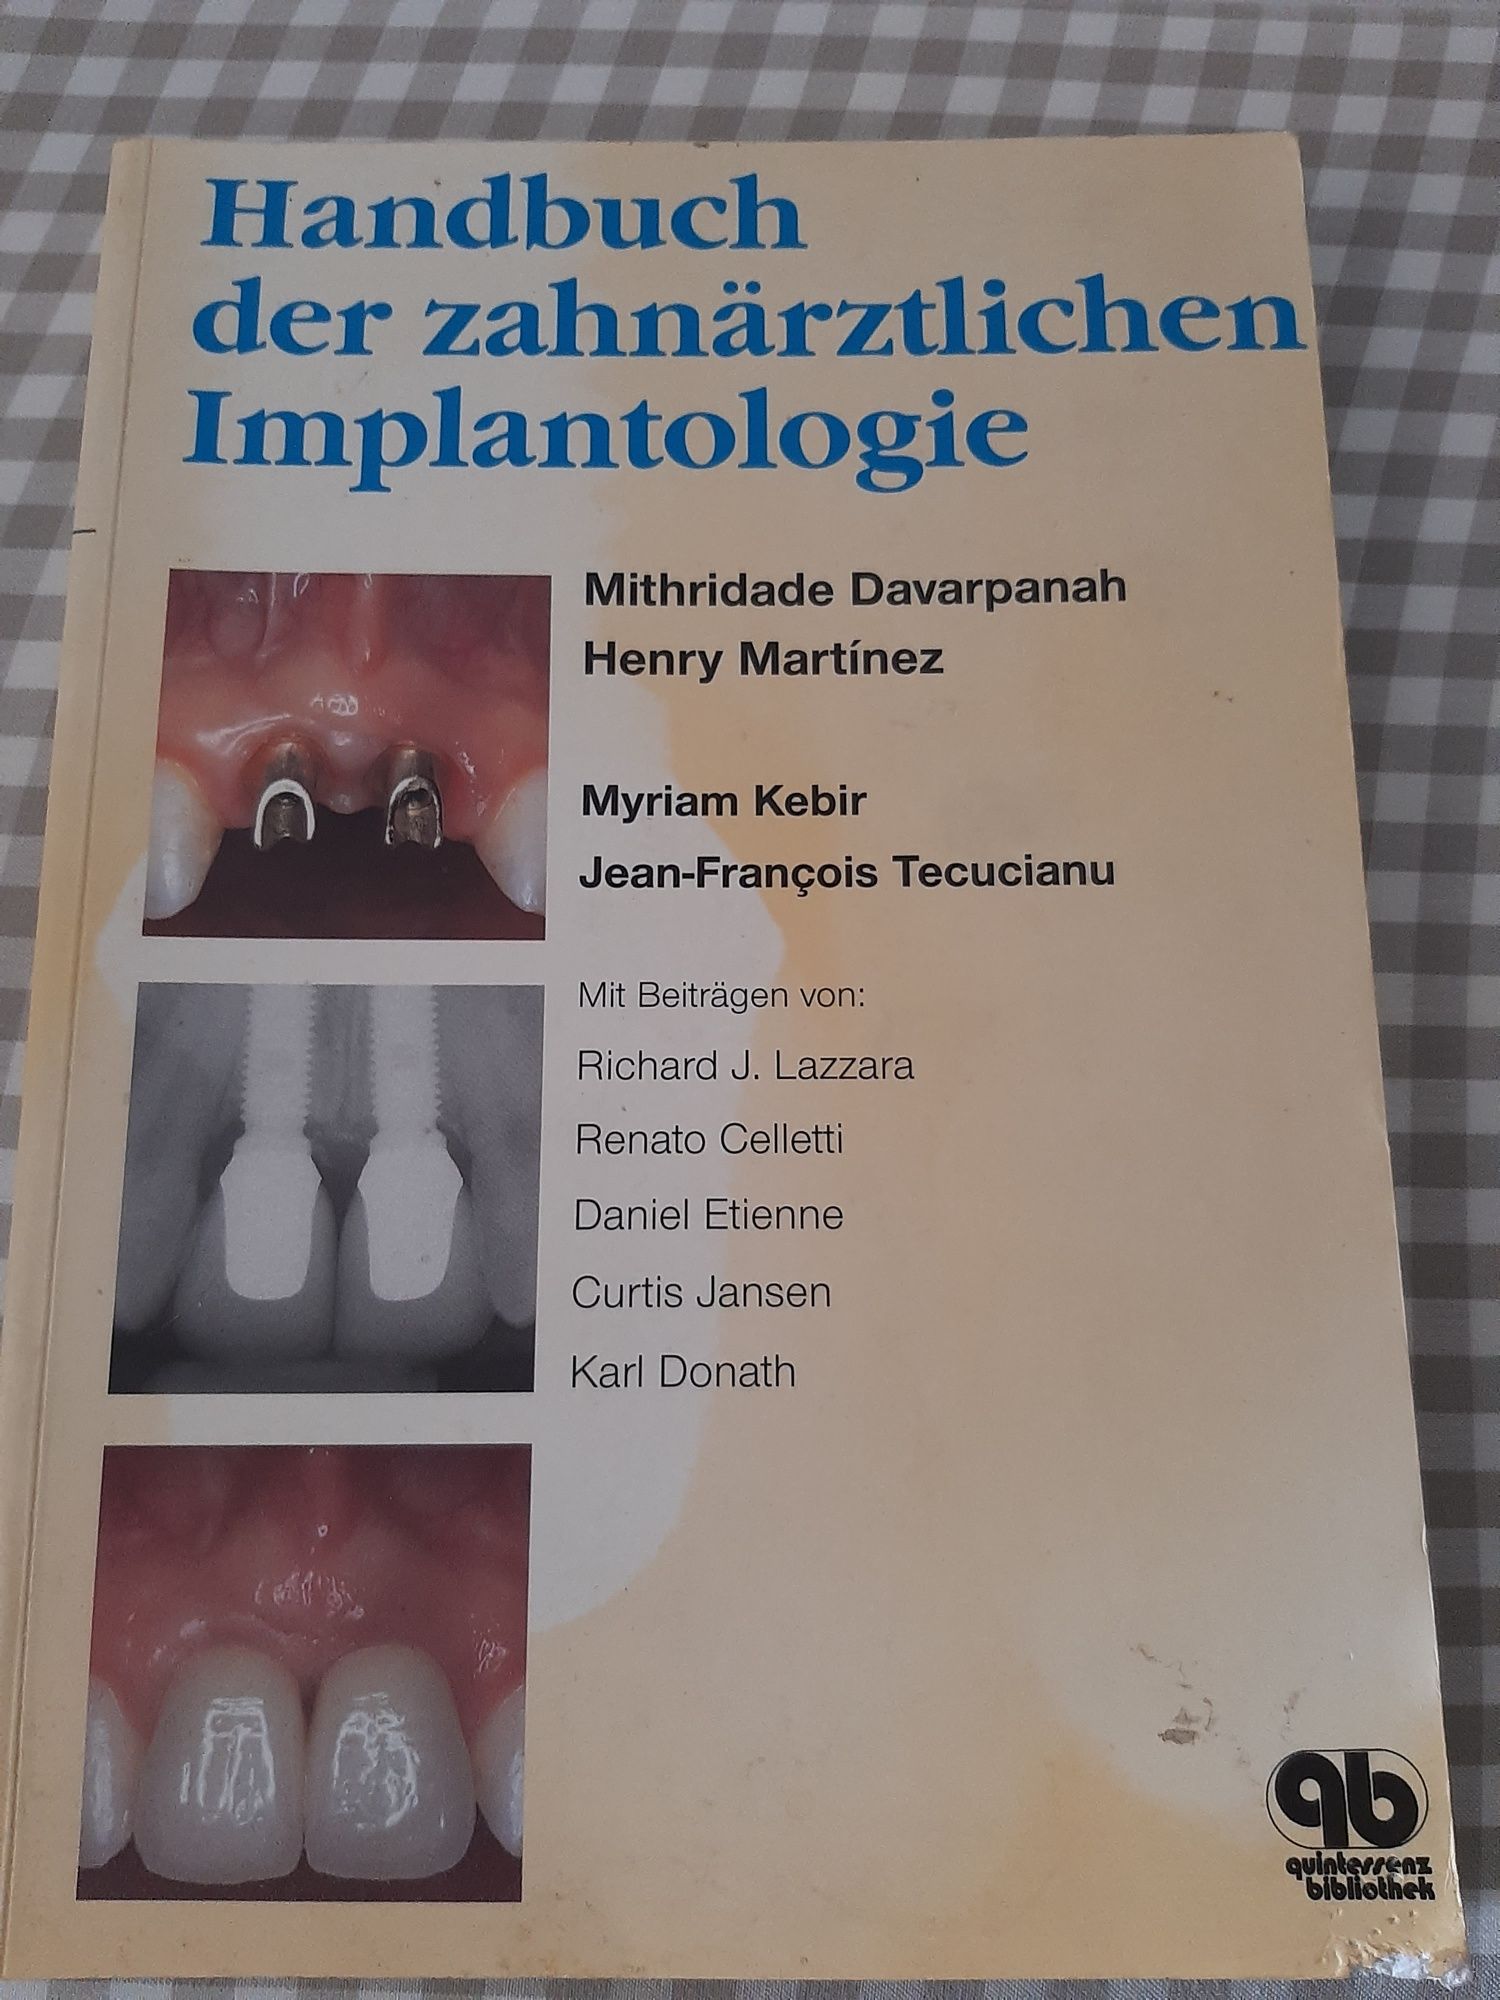 Handbuch
der zahnärztlichen
Implantologie
Mithridade Davarpanah
Henry Martínez
Myriam Kebir
Jean-François Tecucianu
Mit Beiträgen von:
Richard J. Lazzara
Renato Celletti
Daniel Etienne
Curtis Jansen
Karl Donath
qb
quintessenz
bibliothek